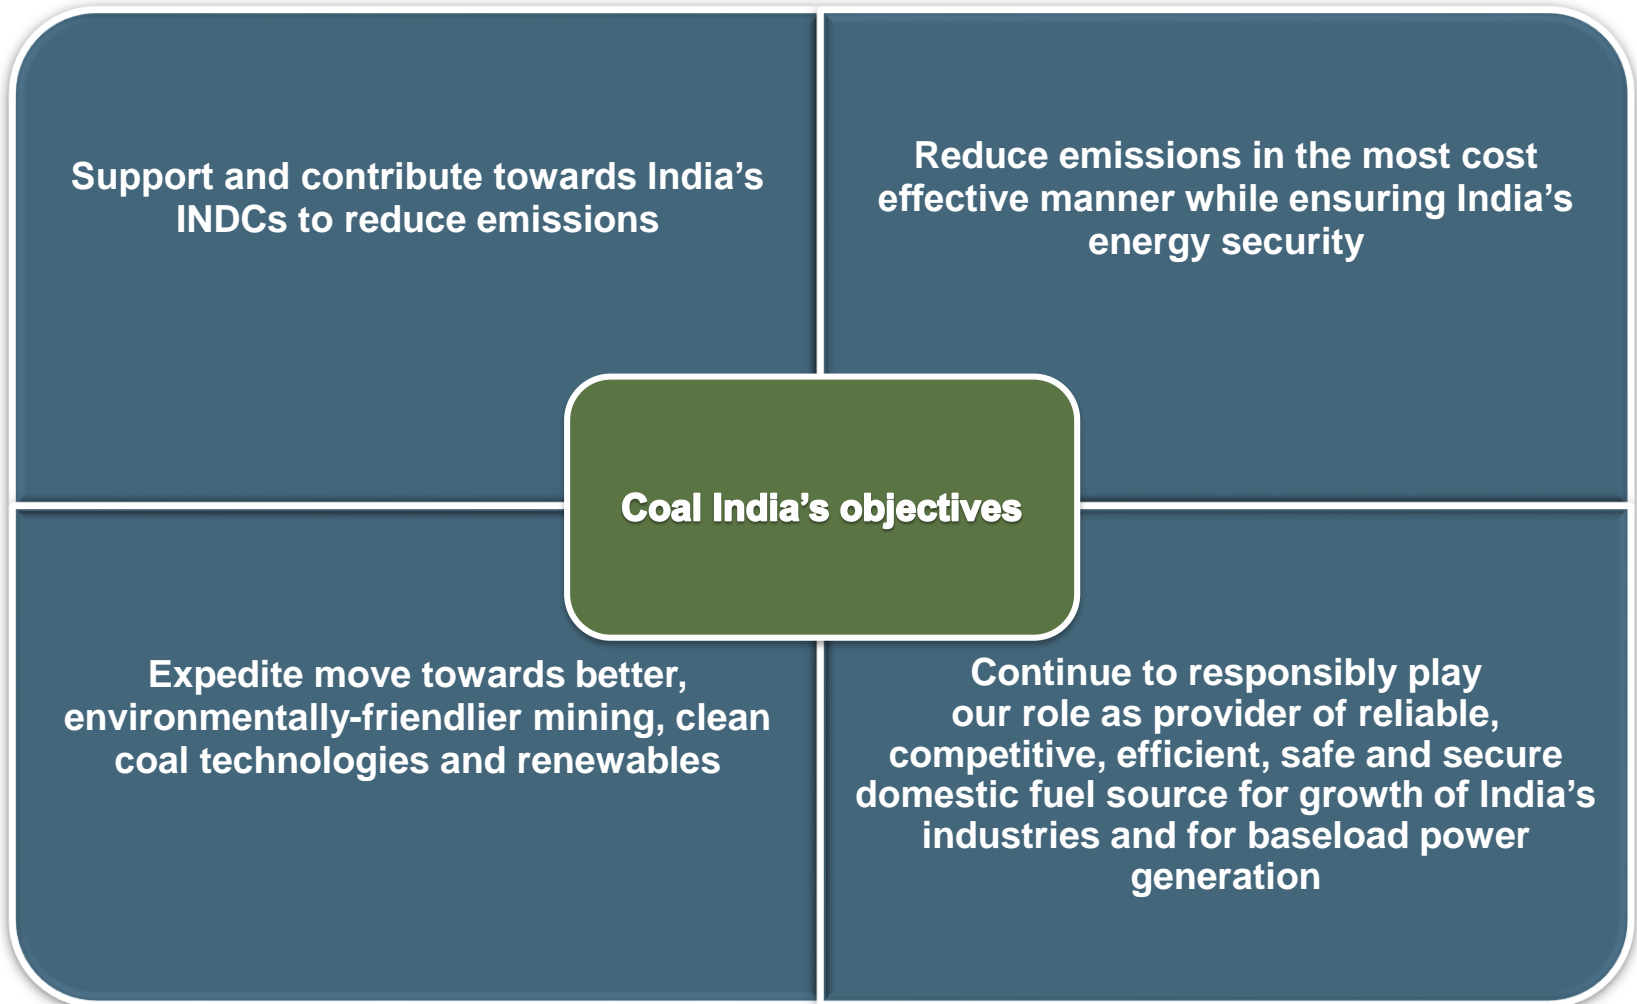 Support and contribute towards India’s
INDCs to reduce emissions
Reduce emissions in the most cost
effective manner while ensuring India’s
energy security
Coal India’s objectives
Expedite move towards better,
environmentally-friendlier mining, clean
coal technologies and renewables
Continue to responsibly play
our role as provider of reliable,
competitive, efficient, safe and secure
domestic fuel source for growth of India’s
industries and for baseload power
generation